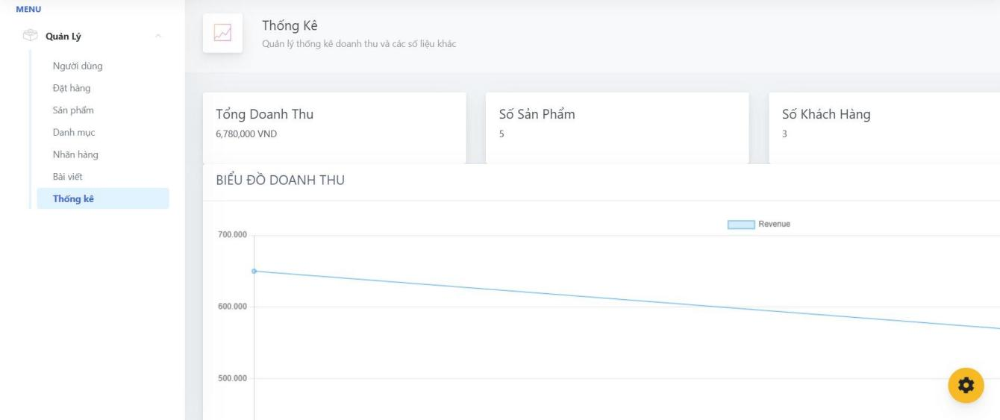 MENU
Quản Lý
Người dùng
Đặt hàng
Sản phẩm
Danh mục
Nhãn hàng
Bài viết
Thống kê
Thống Kê
Quản lý thống kê doanh thu và các số liệu khác
Tổng Doanh Thu
6,780,000 VND
Số Sản Phẩm
5
Số Khách Hàng
3
BIỂU ĐỒ DOANH THU
Revenue
700.000
600.000
500.000